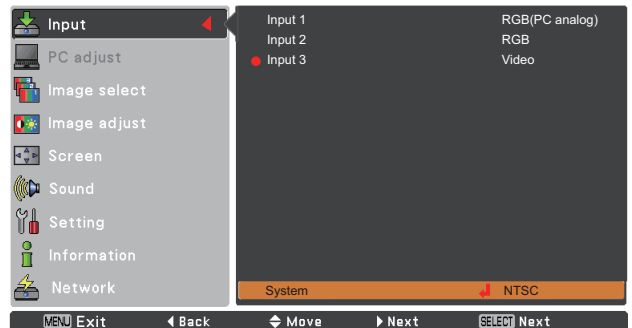 Input
PC adjust
Image select
Image adjust
Screen
Sound
Setting
Information
Network
Input 1 RGB(PC analog)
Input 2 RGB
Input 3 Video
System NTSC
MENU Exit Back Move Next SELECT Next